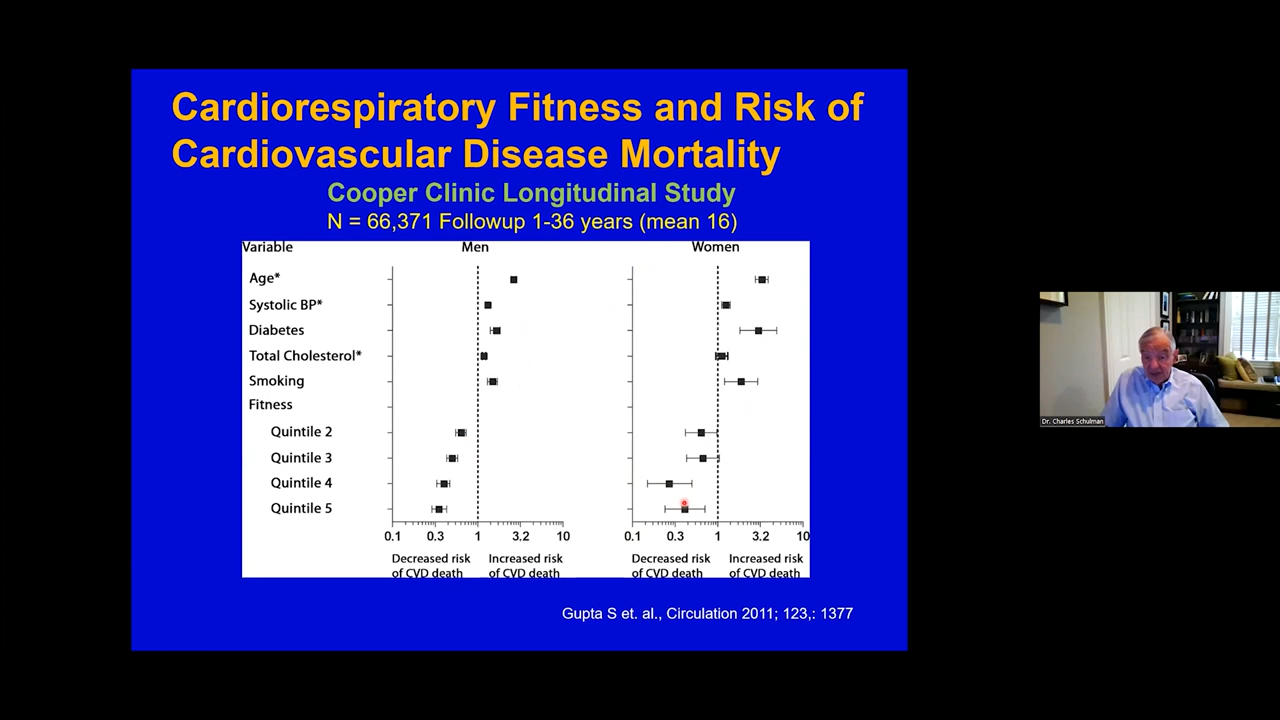 Cardiorespiratory Fitness and Risk of
Cardiovascular Disease Mortality
Cooper Clinic Longitudinal Study
N = 66,371 Followup 1-36 years (mean 16)
Variable Men Women
Age*
Systolic BP*
Diabetes
Total Cholesterol*
Smoking
Fitness
Quintile 2
Quintile 3
Quintile 4
Quintile 5
0.1 0.3 1 3.2 10 0.1 0.3 1 3.2 10
Decreased risk Increased risk Decreased risk Increased risk
of CVD death of CVD death of CVD death of CVD death
Gupta S et. al., Circulation 2011; 123,: 1377
Dr. Charles Schulman